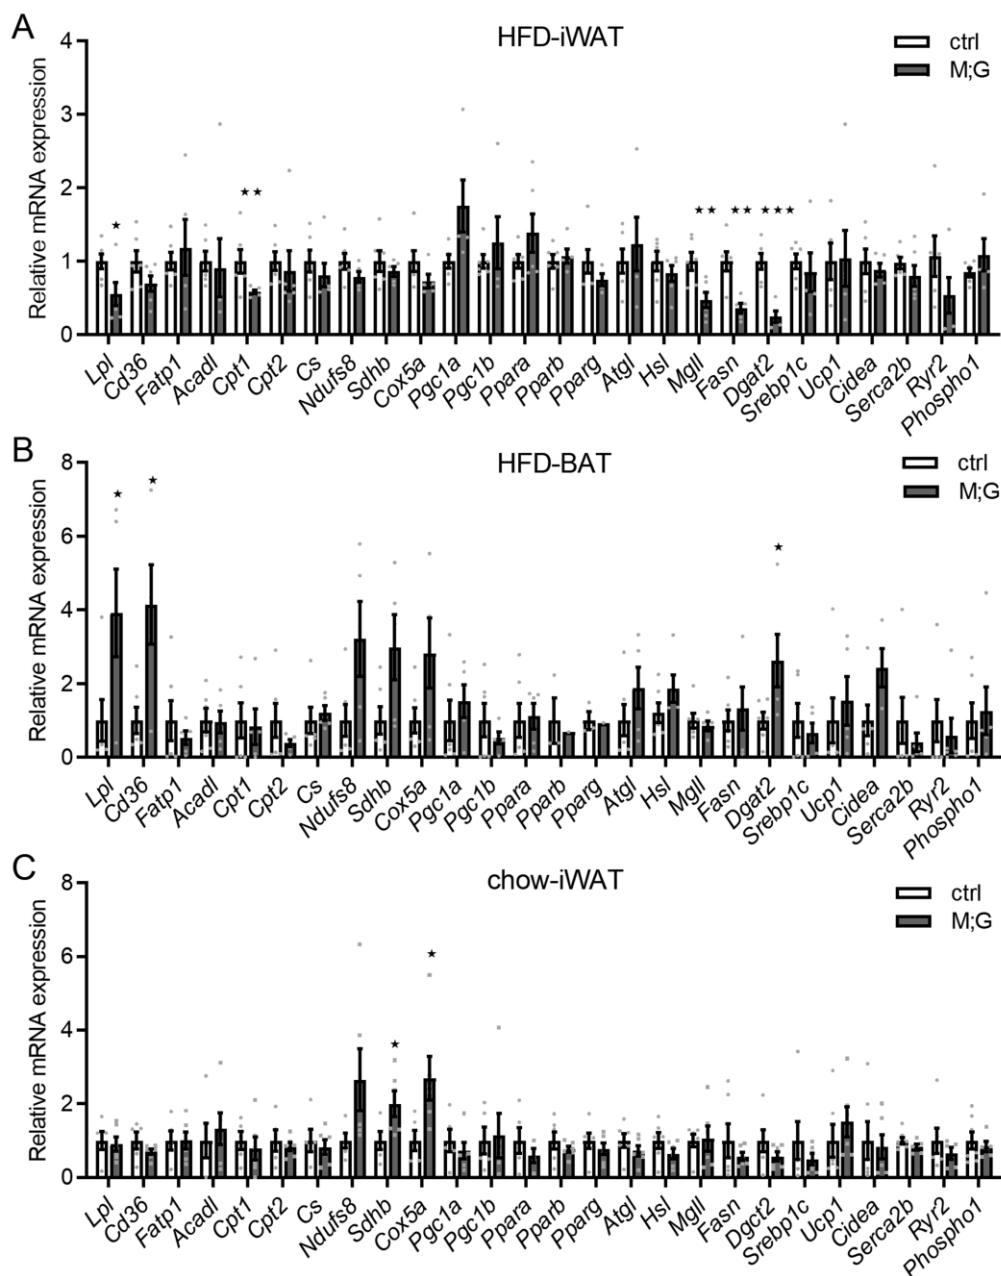 A
HFD-iWAT
ctrl
M;G
Relative mRNA expression
4
3
2
1
0
★
★★
★★
★★
★★★
Lpl
Cd36
Fatp1
Acadl
Cpt1
Cpt2
Cs
Ndufs8
Sdhb
Cox5a
Pgc1a
Pgc1b
Ppara
Pparb
Pparg
Atgl
Hsl
Mgll
Fasn
Dgat2
Srebp1c
Ucp1
Cidea
Serca2b
Ryr2
Phospho1
B
HFD-BAT
ctrl
M;G
Relative mRNA expression
8
6
4
2
0
★
★
★
Lpl
Cd36
Fatp1
Acadl
Cpt1
Cpt2
Cs
Ndufs8
Sdhb
Cox5a
Pgc1a
Pgc1b
Ppara
Pparb
Pparg
Atgl
Hsl
Mgll
Fasn
Dgat2
Srebp1c
Ucp1
Cidea
Serca2b
Ryr2
Phospho1
C
chow-iWAT
ctrl
M;G
Relative mRNA expression
8
6
4
2
0
★
★
Lpl
Cd36
Fatp1
Acadl
Cpt1
Cpt2
Cs
Ndufs8
Sdhb
Cox5a
Pgc1a
Pgc1b
Ppara
Pparb
Pparg
Atgl
Hsl
Mgll
Fasn
Dgct2
Srebp1c
Ucp1
Cidea
Serca2b
Ryr2
Phospho1